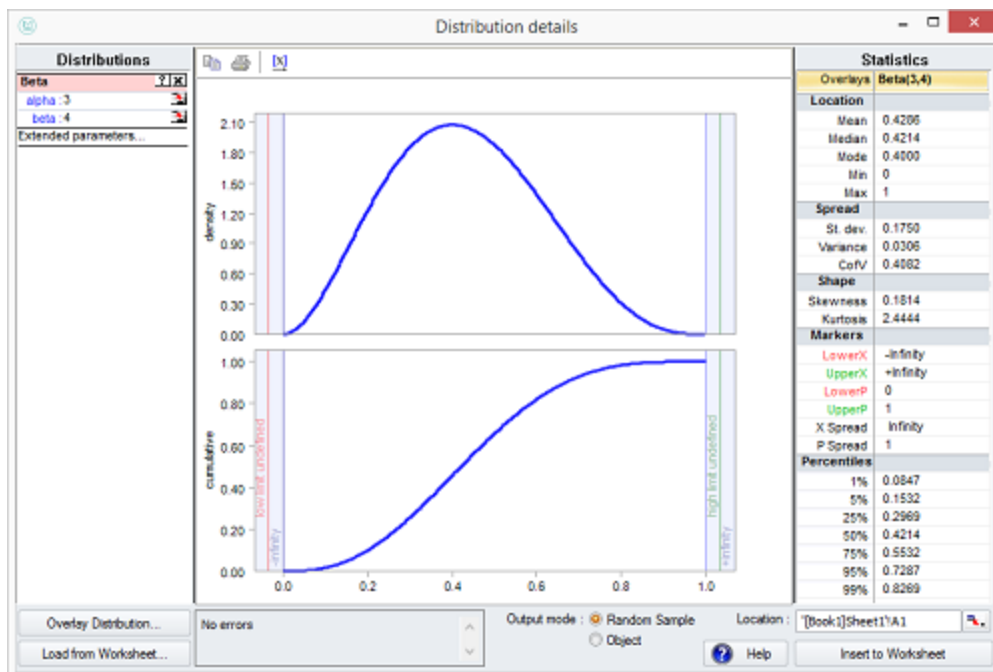 Distribution details
Distributions
Beta
alpha : 3
beta : 4
Extended parameters...
density
2.10
1.80
1.50
1.20
0.90
0.60
0.30
0.00
cumulative
1.00
0.80
0.60
0.40
0.20
0.00
low limit undefined
-infinity
high limit undefined
+infinity
0.0 0.2 0.4 0.6 0.8 1.0
Statistics
Overlays Beta(3,4)
Location
Mean 0.4286
Median 0.4214
Mode 0.4000
Min 0
Max 1
Spread
St. dev. 0.1750
Variance 0.0306
CofV 0.4082
Shape
Skewness 0.1814
Kurtosis 2.4444
Markers
LowerX -Infinity
UpperX +Infinity
LowerP 0
UpperP 1
X Spread Infinity
P Spread 1
Percentiles
1% 0.0847
5% 0.1532
25% 0.2969
50% 0.4214
75% 0.5532
95% 0.7287
99% 0.8269
Overlay Distribution...
Load from Worksheet...
No errors
Output mode : Random Sample
Object
Location : '[Book1]Sheet1'!A1
? Help
Insert to Worksheet